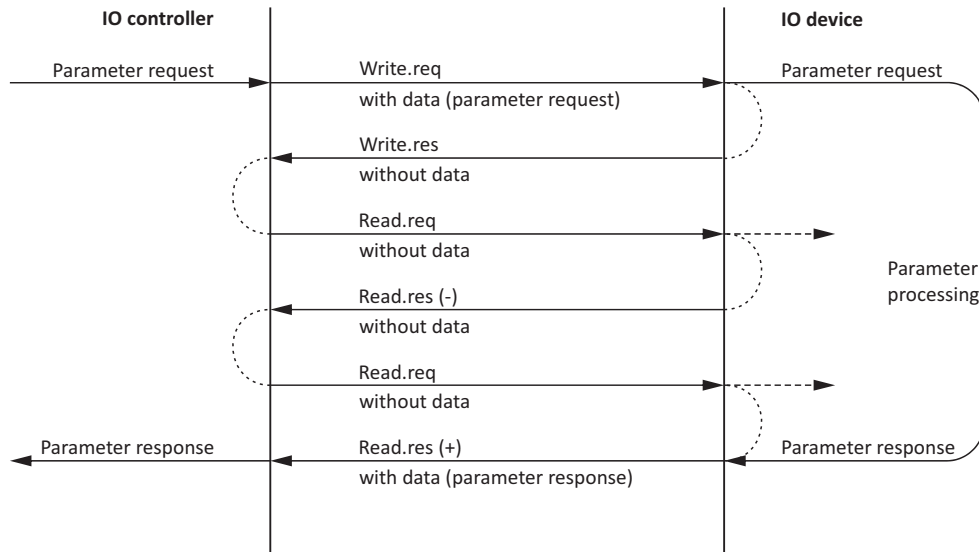 IO controller
IO device
Parameter request
Write.req
Parameter request
with data (parameter request)
Write.res
without data
Read.req
without data
Parameter
processing
Read.res (-)
without data
Read.req
without data
Parameter response
Read.res (+)
Parameter response
with data (parameter response)